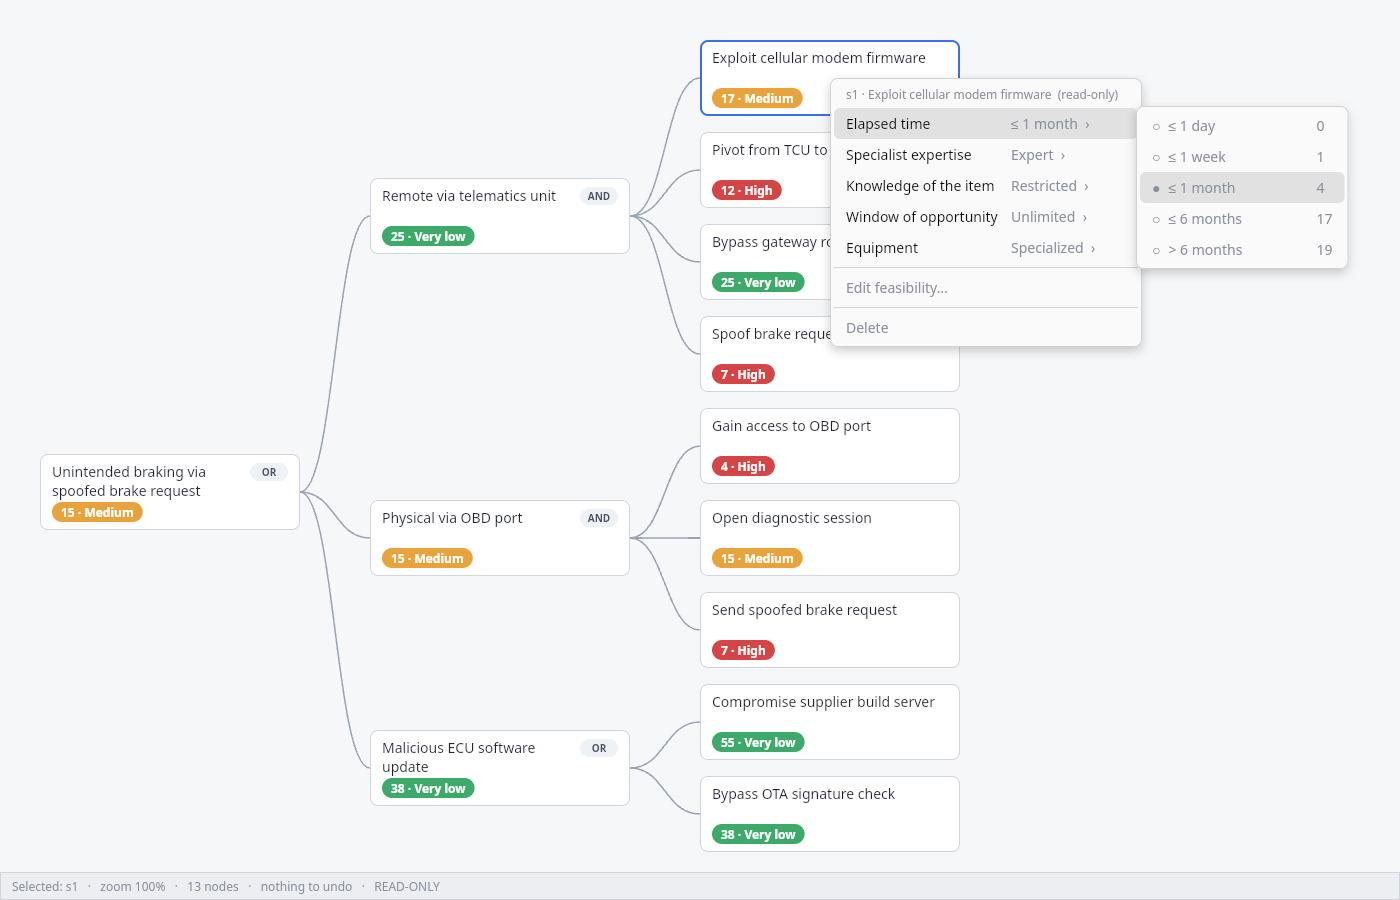 Exploit cellular modem firmware
17 · Medium
s1 · Exploit cellular modem firmware (read-only)
Elapsed time ≤ 1 month ›
Specialist expertise Expert ›
Knowledge of the item Restricted ›
Window of opportunity Unlimited ›
Equipment Specialized ›
Edit feasibility...
Delete
○ ≤ 1 day 0
○ ≤ 1 week 1
● ≤ 1 month 4
○ ≤ 6 months 17
○ > 6 months 19
Pivot from TCU to
12 · High
Remote via telematics unit AND
25 · Very low
Bypass gateway
25 · Very low
Spoof brake
7 · High
Gain access to OBD port
4 · High
Unintended braking via OR
spoofed brake request
15 · Medium
Physical via OBD port AND
15 · Medium
Open diagnostic session
15 · Medium
Send spoofed brake request
7 · High
Compromise supplier build server
55 · Very low
Malicious ECU software OR
update
38 · Very low
Bypass OTA signature check
38 · Very low
Selected: s1 · zoom 100% · 13 nodes · nothing to undo · READ-ONLY